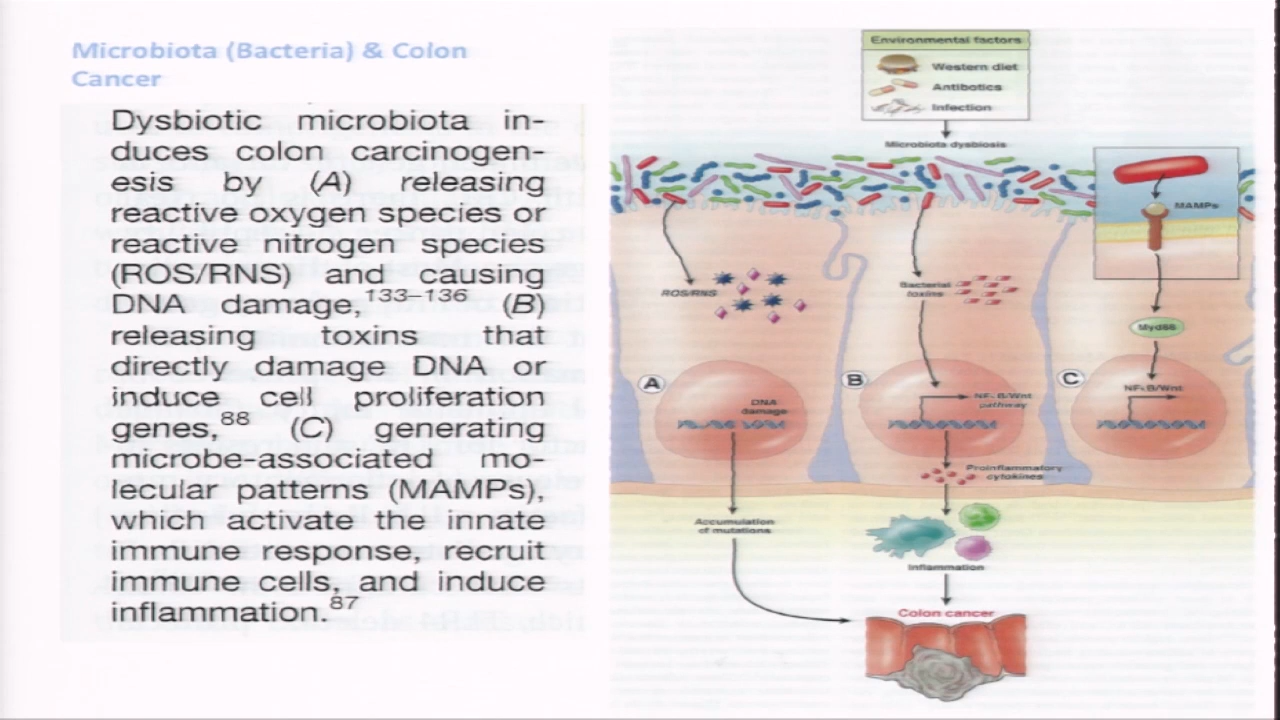 Microbiota (Bacteria) & Colon
Cancer
Dysbiotic microbiota in-
duces colon carcinogen-
esis by (A) releasing
reactive oxygen species or
reactive nitrogen species
(ROS/RNS) and causing
DNA damage,133–136 (B)
releasing toxins that
directly damage DNA or
induce cell proliferation
genes,88 (C) generating
microbe-associated mo-
lecular patterns (MAMPs),
which activate the innate
immune response, recruit
immune cells, and induce
inflammation.87
Environmental factors
Western diet
Antibotics
Infection
Microbiota dysbiosis
MAMPs
ROS/RNS
Bacterial
toxins
Myd88
A
B
C
DNA
damage
NF-κB/Wnt
pathway
NF-κB/Wnt
Proinflammatory
cytokines
Accumulation
of mutations
Inflammation
Colon cancer